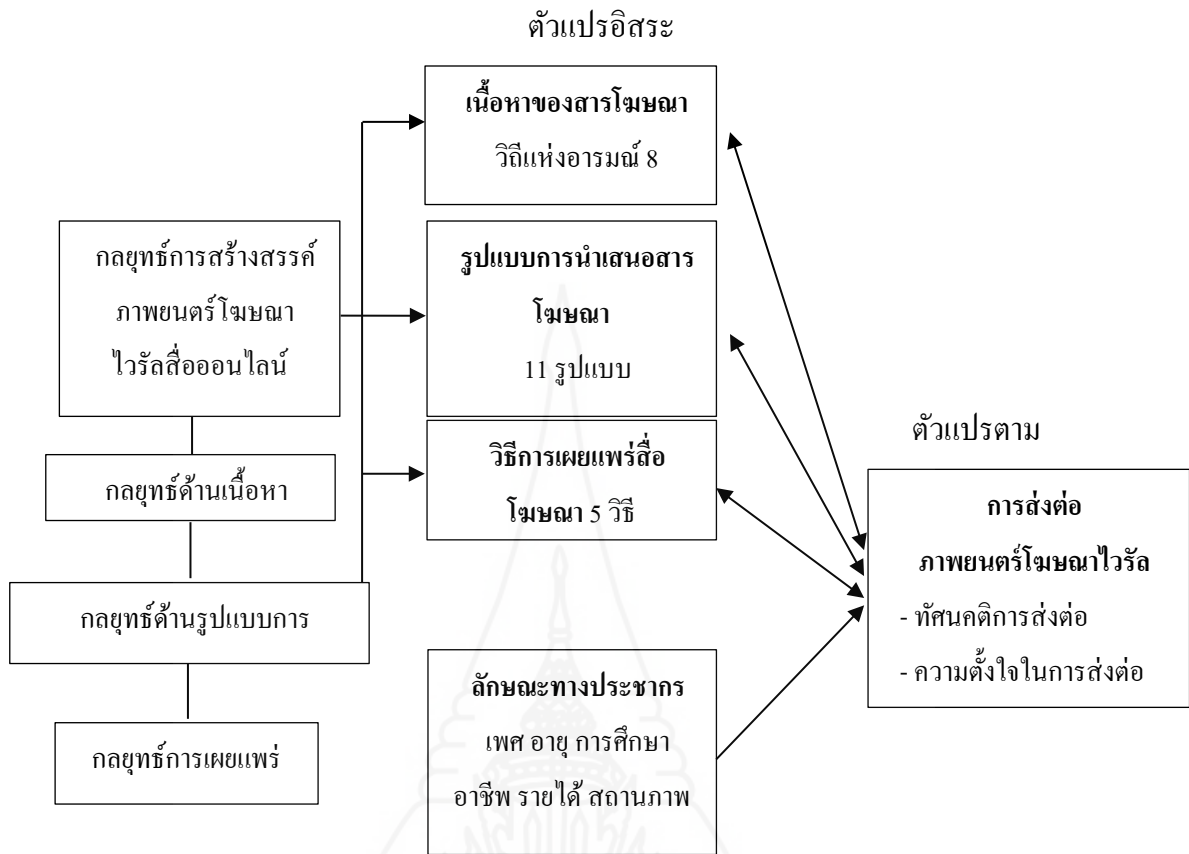 ตัวแปรอิสระ
เนื้อหาของสารโฆษณา
วิถีแห่งอารมณ์ 8
กลยุทธ์การสร้างสรรค์
ภาพยนตร์โฆษณา
ไวรัลสื่อออนไลน์
รูปแบบการนำเสนอสาร
โฆษณา
11 รูปแบบ
กลยุทธ์ด้านเนื้อหา
วิธีการเผยแพร่สื่อ
โฆษณา 5 วิธี
กลยุทธ์ด้านรูปแบบการ
กลยุทธ์การเผยแพร่
ลักษณะทางประชากร
เพศ อายุ การศึกษา
อาชีพ รายได้ สถานภาพ
ตัวแปรตาม
การส่งต่อ
ภาพยนตร์โฆษณาไวรัล
- ทัศนคติการส่งต่อ
- ความตั้งใจในการส่งต่อ